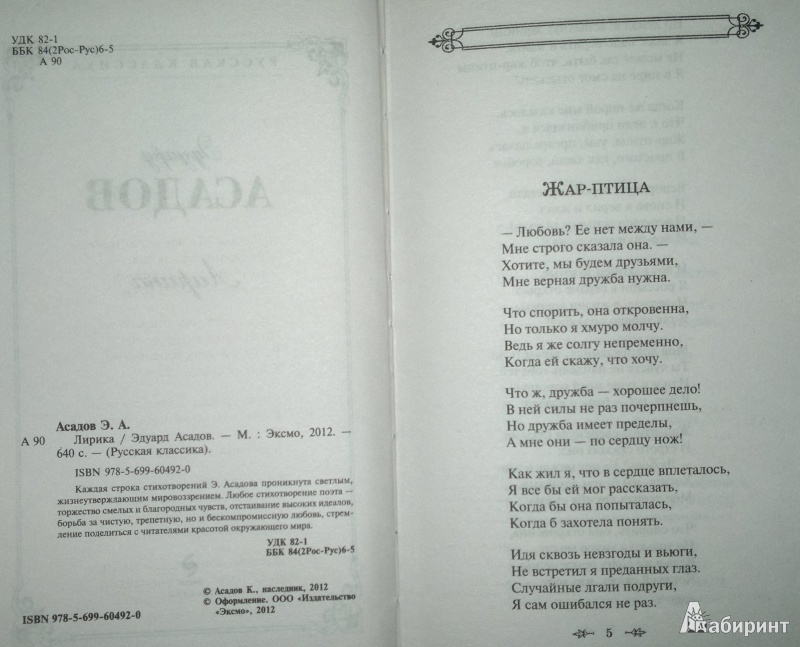 УДК 82-1
ББК 84(2Рос-Рус)6-5
А 90
РУССКАЯ КЛАССИКА
Эдуард
АСАДОВ
Лирика
Асадов Э. А.
А 90 Лирика / Эдуард Асадов. — М. : Эксмо, 2012. —
640 с. — (Русская классика).
ISBN 978-5-699-60492-0
Каждая строка стихотворений Э. Асадова проникнута светлым,
жизнеутверждающим мировоззрением. Любое стихотворение поэта —
торжество смелых и благородных чувств, отстаивание высоких идеалов,
борьба за чистую, трепетную, но и бескомпромиссную любовь, стрем-
ление поделиться с читателями красотой окружающего мира.
УДК 82-1
ББК 84(2Рос-Рус)6-5
© Асадов К., наследник, 2012
© Оформление. ООО «Издательство
«Эксмо», 2012
ISBN 978-5-699-60492-0
ЖАР-ПТИЦА
— Любовь? Ее нет между нами, —
Мне строго сказала она. —
Хотите, мы будем друзьями,
Мне верная дружба нужна.
Что спорить, она откровенна,
Но только я хмуро молчу.
Ведь я же солгу непременно,
Когда ей скажу, что хочу.
Что ж, дружба — хорошее дело!
В ней силы не раз почерпнешь,
Но дружба имеет пределы,
А мне они — по сердцу нож!
Как жил я, что в сердце вплеталось,
Я все бы ей мог рассказать,
Когда бы она попыталась,
Когда б захотела понять.
Идя сквозь невзгоды и вьюги,
Не встретил я преданных глаз.
Случайные лгали подруги,
Я сам ошибался не раз.
5
Лабиринт